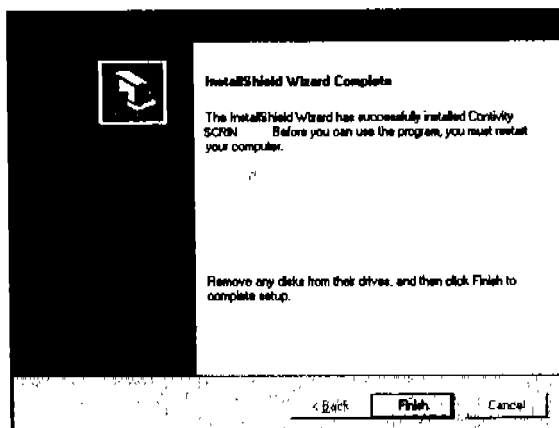 InstallShield Wizard Complete
The InstallShield Wizard has successfully installed Contivity
SCRIN Before you can use the program, you must restart
your computer.
Remove any disks from their drives, and then click Finish to
complete setup.
< Back Finish Cancel